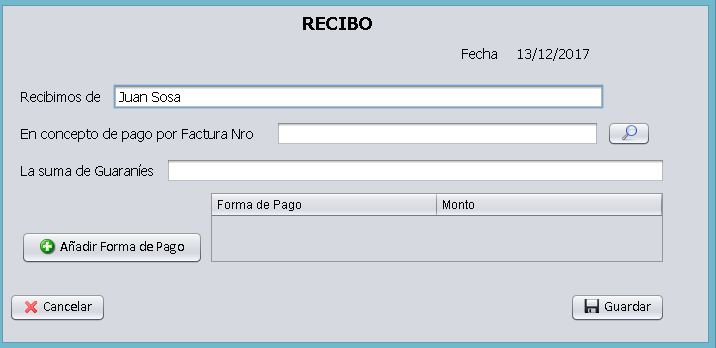 RECIBO
Fecha 13/12/2017
Recibimos de Juan Sosa
En concepto de pago por Factura Nro
La suma de Guaraníes
Forma de Pago Monto
Añadir Forma de Pago
Cancelar Guardar